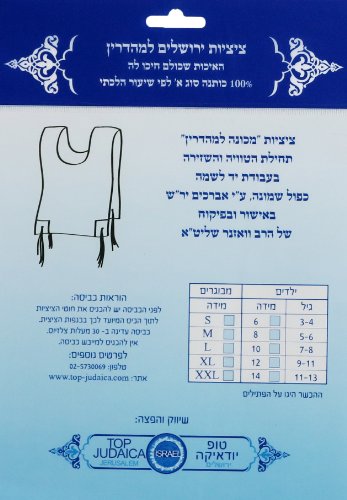 ציציות ירושלים למהדרין
האיכות שכולם חיכו לה
100% כותנה סוג א' לפי שיעור הלכתי
ציציות "מכונה למהדרין"
תחילת הטוויה והשזירה
בעבודת יד לשמה
כפול שמונה, ע"י אברכים יר"ש
באישור ובפיקוח
של הרב וואזנר שליט"א
הוראות כביסה:
לפני הכביסה יש להכניס את חוטי הציציות
לתוך הכיס המיועד לכך בכנפות הציצית
כביסה עדינה ב- 30 מעלות צלזיוס.
אין להכניס למייבש כביסה
לפרטים נוספים:
טלפון: 02-5730069
אתר: www.top-judaica.com
ילדים מבוגרים
גיל מידה מידה
3-4 6 S
5-6 8 M
7-8 10 L
9-11 12 XL
11-13 14 XXL
ההכשר הינו על הפתילים
שיווק והפצה:
TOP
JUDAICA
JERUSALEM
ISRAEL
טופ
יודאיקה
ירושלים